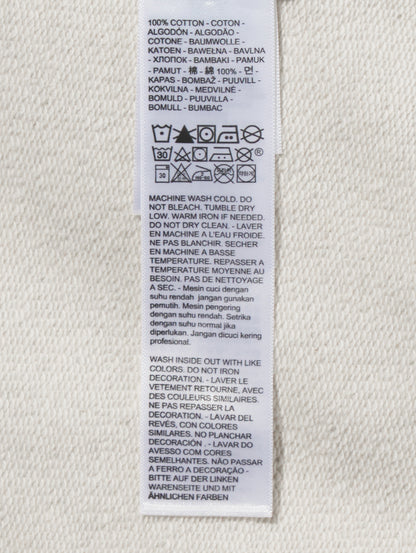 100% COTTON - COTON -
ALGODÓN - ALGODÃO -
COTONE - BAUMWOLLE -
KATOEN - BAWEŁNA - BAVLNA
- ХЛОПОК - BAMBAKI - PAMUK
- PAMUT - 棉 - 綿 100% - 면 -
KAPAS - BOMBAŽ - PUUVILL -
KOKVILNA - MEDVILNĖ -
BOMULD - PUUVILLA -
BOMULL - BUMBAC
30 ®
30
MACHINE WASH COLD. DO
NOT BLEACH. TUMBLE DRY
LOW. WARM IRON IF NEEDED.
DO NOT DRY CLEAN. - LAVER
EN MACHINE A L'EAU FROIDE.
NE PAS BLANCHIR. SECHER
EN MACHINE A BASSE
TEMPERATURE. REPASSER A
TEMPERATURE MOYENNE AU
BESOIN. PAS DE NETTOYAGE
A SEC. - Mesin cuci dengan
suhu rendah jangan gunakan
pemutih. Mesin pengering
dengan suhu rendah. Setrika
dengan suhu normal jika
diperlukan. Jangan dicuci kering
profesional.
WASH INSIDE OUT WITH LIKE
COLORS. DO NOT IRON
DECORATION. - LAVER LE
VETEMENT RETOURNE, AVEC
DES COULEURS SIMILAIRES.
NE PAS REPASSER LA
DECORATION. - LAVAR DEL
REVÉS, CON COLORES
SIMILARES. NO PLANCHAR
DECORACIÓN . - LAVAR DO
AVESSO COM CORES
SEMELHANTES. NÃO PASSAR
A FERRO A DECORAÇÃO -
BITTE AUF DER LINKEN
WARENSEITE UND MIT
ÄHNLICHEN FARBEN